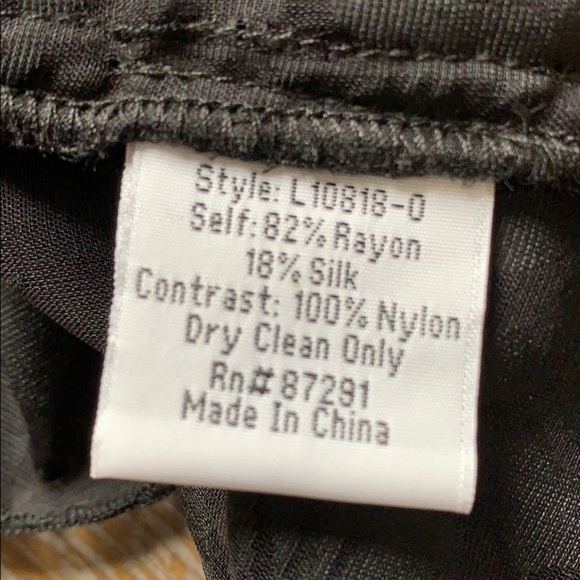 Style: L10818-0
Self: 82% Rayon
18% Silk
Contrast: 100% Nylon
Dry Clean Only
Rn# 87291
Made In China